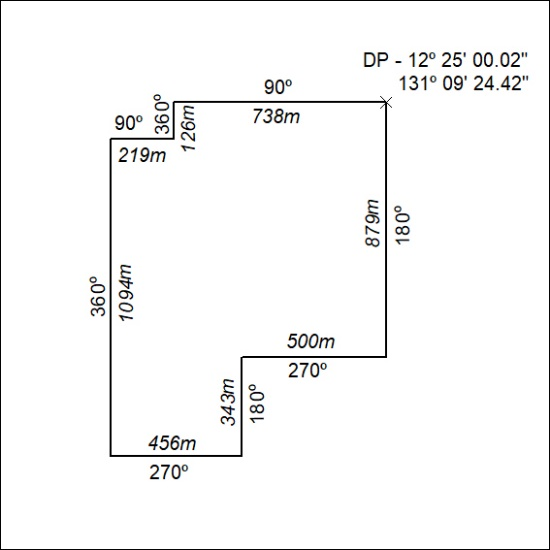 DP - 12º 25' 00.02"
131º 09' 24.42"
90º
738m
360º
126m
90º
219m
879m
180º
360º
1094m
500m
270º
343m
180º
456m
270º